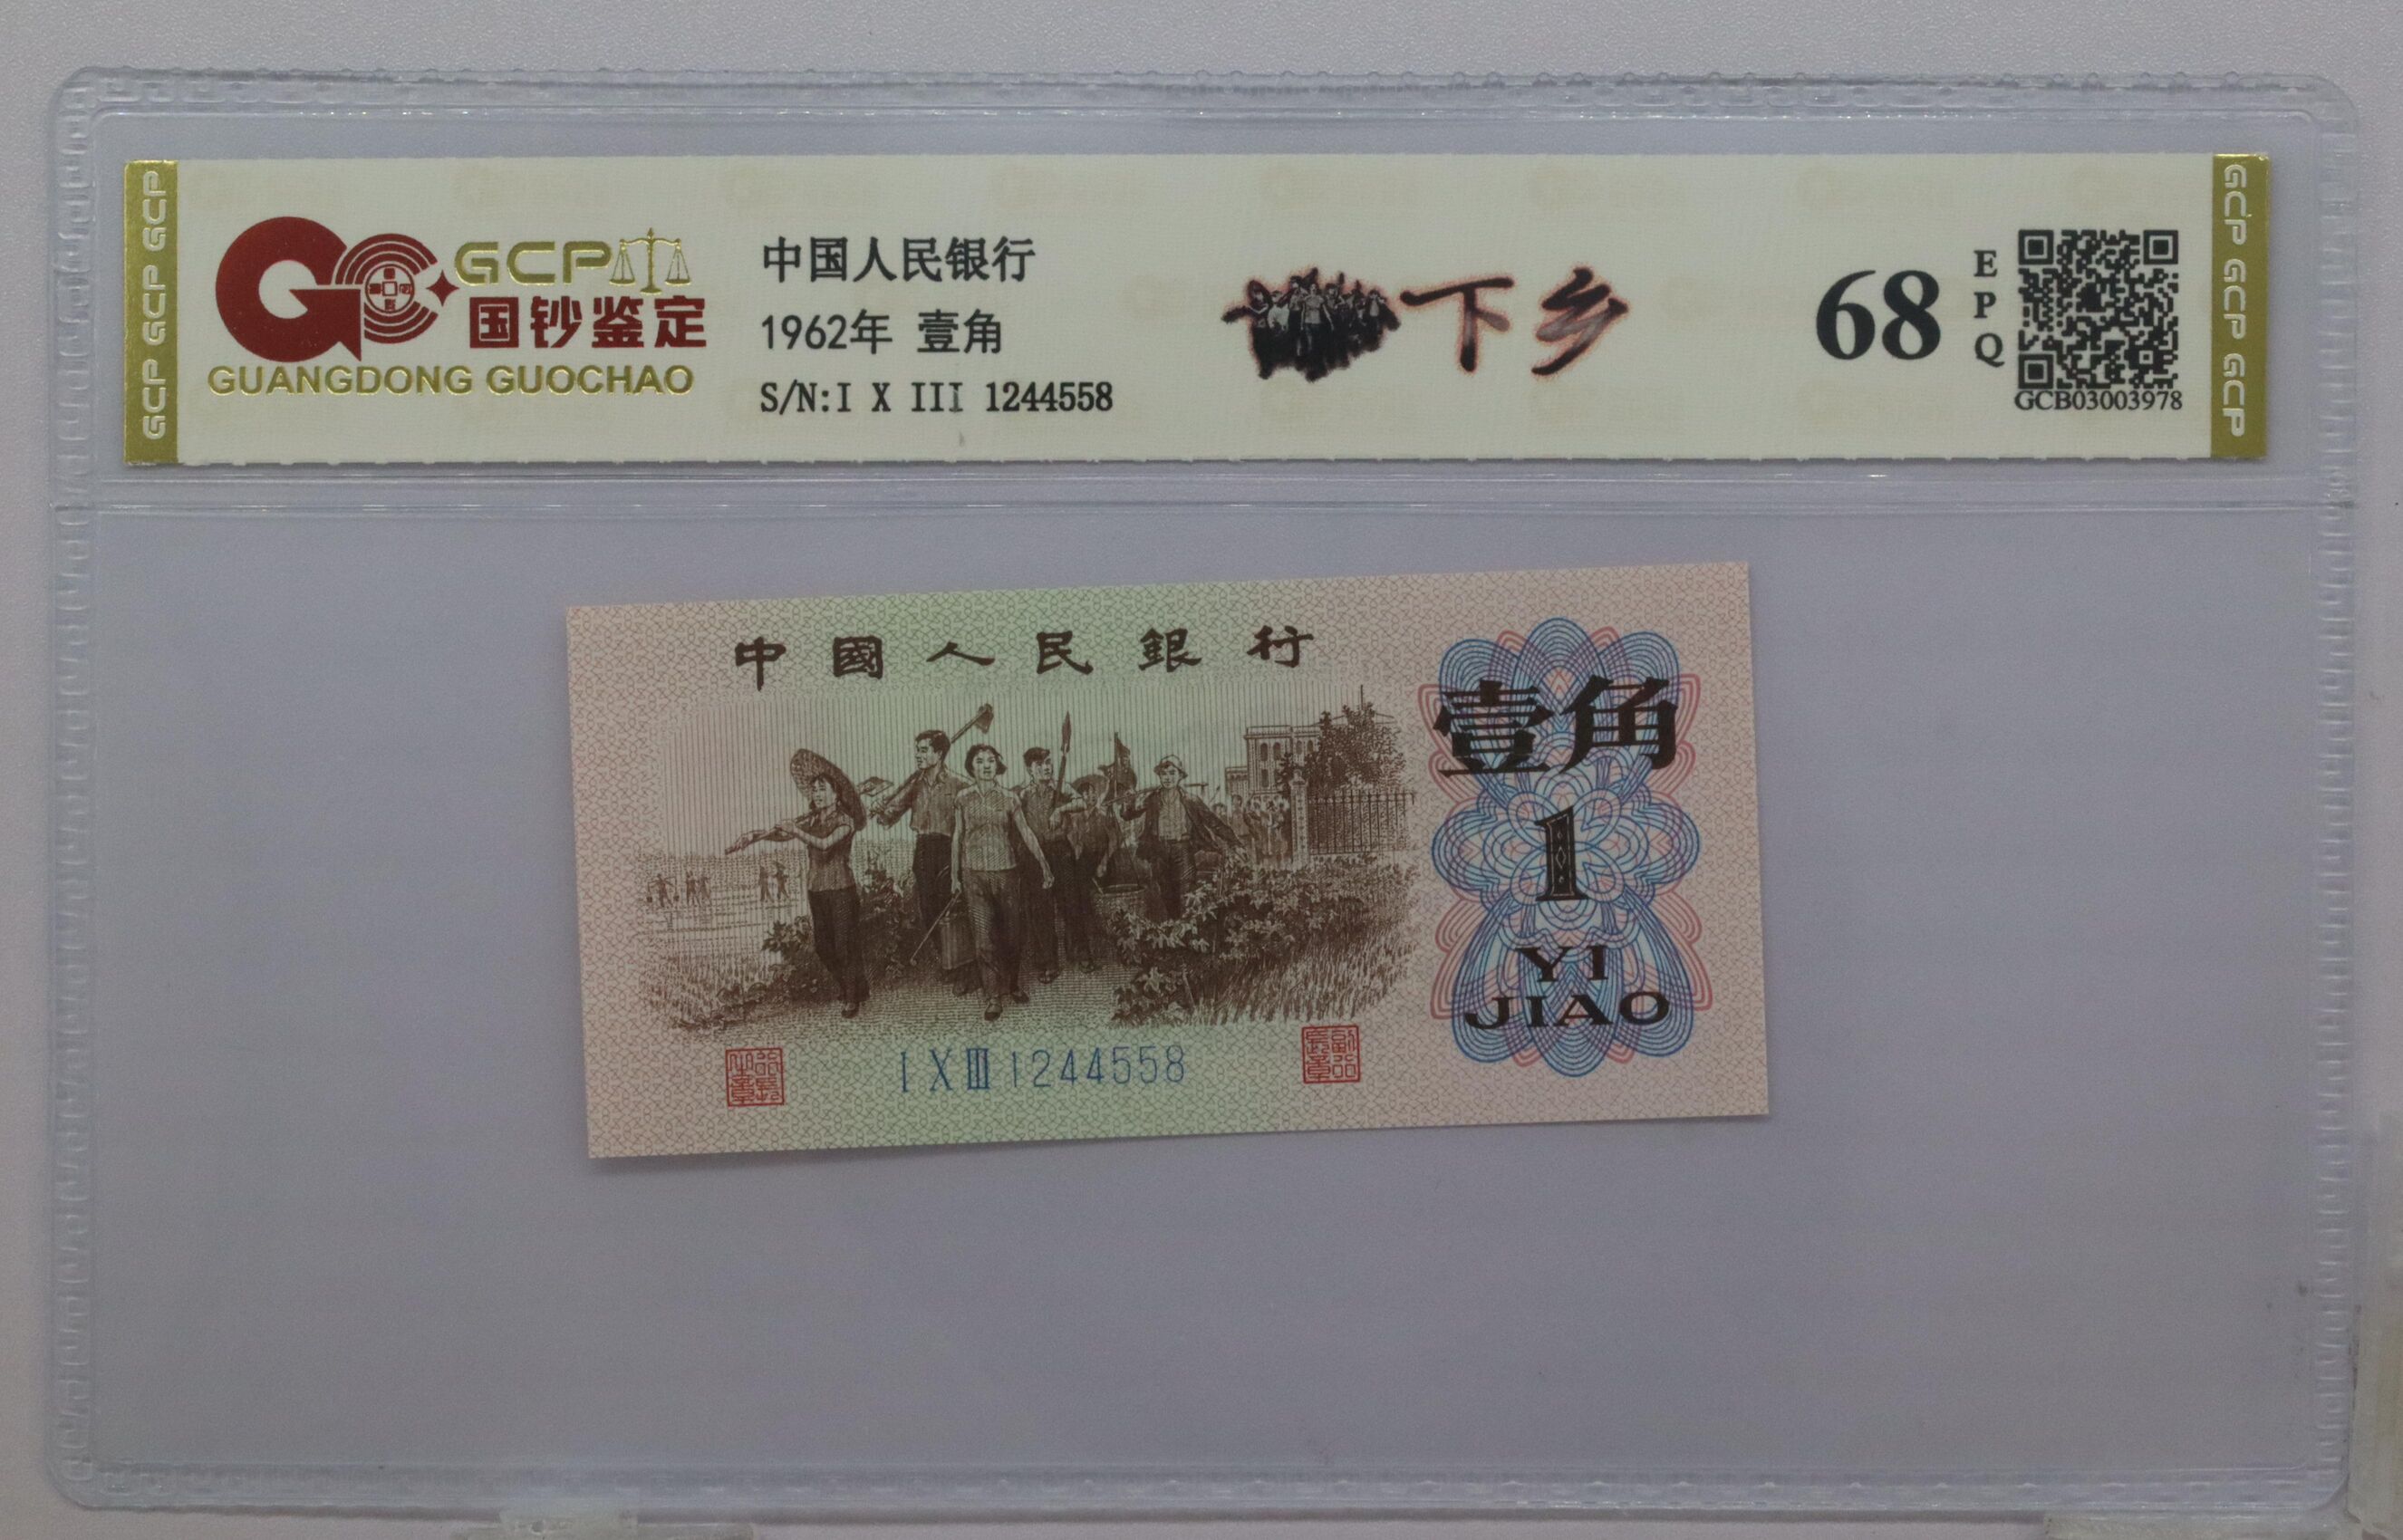 GCP GCP GCP
GCP
国钞鉴定
GUANGDONG GUOCHAO
中国人民银行
1962年 壹角
S/N:I X III 1244558
下乡
68
E
P
Q
GCB03003978
GCP GCP GCP
中國人民銀行
壹角
1
YI
JIAO
I X III 1244558